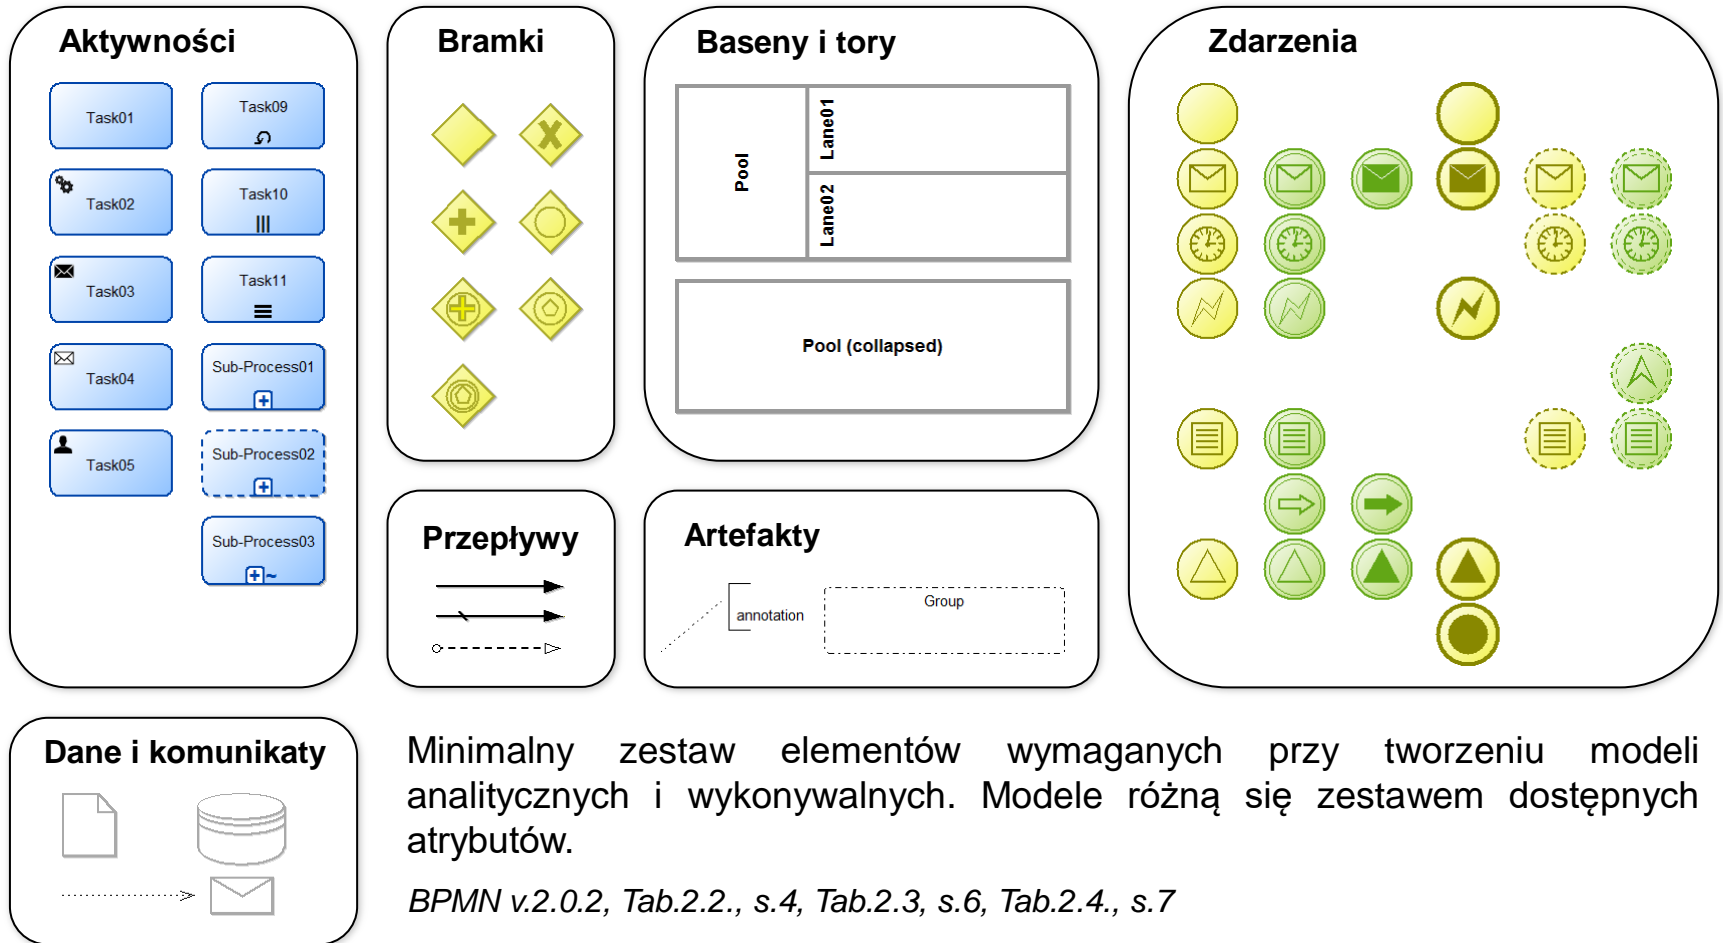 Aktywności
Task01
Task09
Task02
Task10
Task03
Task11
Task04
Sub-Process01
Task05
Sub-Process02
Sub-Process03
Bramki
Baseny i tory
Pool
Lane01
Lane02
Pool (collapsed)
Zdarzenia
Przepływy
Artefakty
annotation
Group
Dane i komunikaty
Minimalny zestaw elementów wymaganych przy tworzeniu modeli
analitycznych i wykonywalnych. Modele różną się zestawem dostępnych
atrybutów.
BPMN v.2.0.2, Tab.2.2., s.4, Tab.2.3, s.6, Tab.2.4., s.7